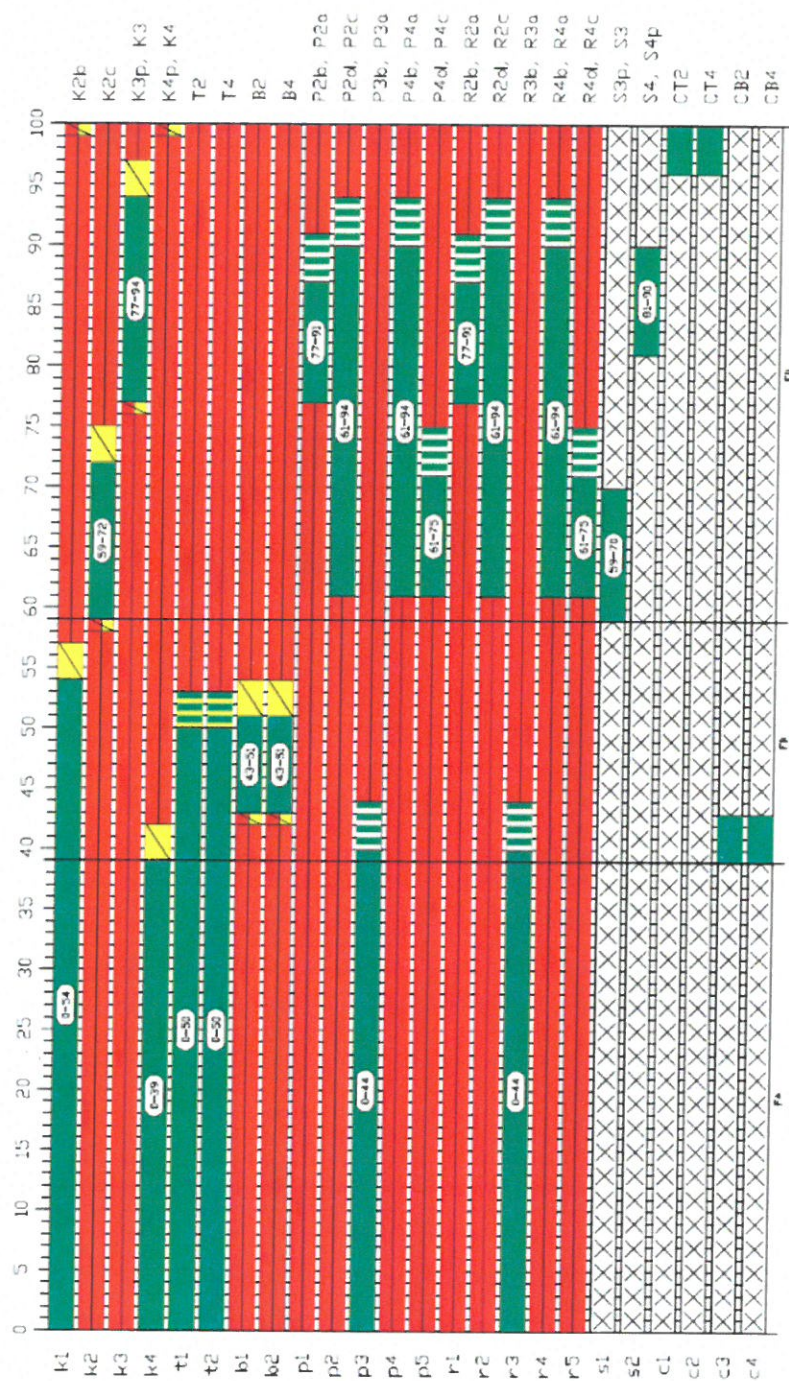 0 5 10 15 20 25 30 35 40 45 50 55 60 65 70 75 80 85 90 95 100
k1 0-54 K2b
k2 59-72 K2c
k3 77-94 K3p, K3
k4 0-39 K4p, K4
t1 0-50 T2
t2 0-50 T4
b1 43-51 B2
b2 43-51 B4
p1 77-91 P2b, P2a
p2 61-94 P2d, P2c
p3 0-44 P3b, P3a
p4 61-94 P4b, P4a
p5 61-75 P4d, P4c
r1 77-91 R2b, R2a
r2 61-94 R2d, R2c
r3 0-44 R3b, R3a
r4 61-94 R4b, R4a
r5 61-75 R4d, R4c
s1 59-70 S3p, S3
s2 81-90 S4, S4p
c1 CT2
c2 CT4
c3 CB2
c4 CB4